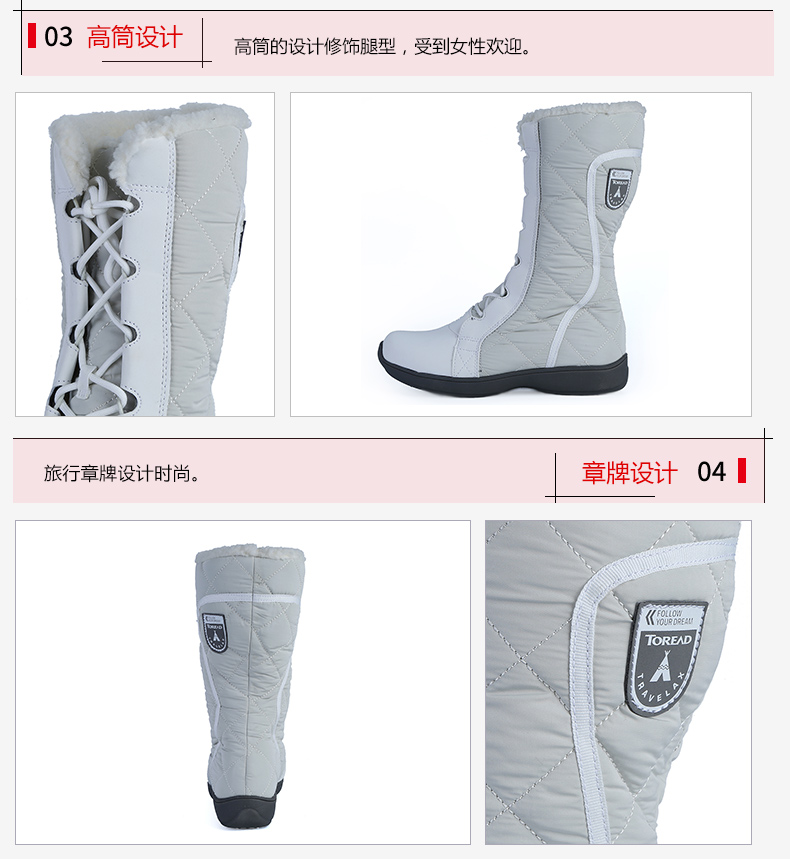 03 高筒设计
高筒的设计修饰腿型，受到女性欢迎。
TOREAD
旅行章牌设计时尚。
章牌设计 04
TOREAD
FOLLOW
YOUR DREAM
TOREAD
TRAVELAX